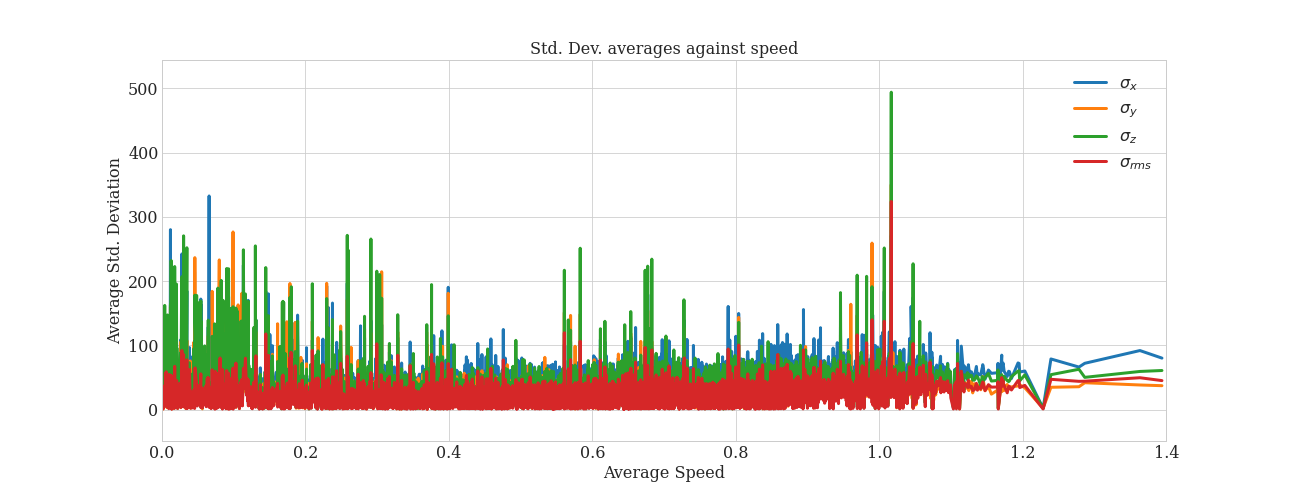 Std. Dev. averages against speed
500
400
300
200
100
0
Average Std. Deviation
σx
σy
σz
σrms
0.0 0.2 0.4 0.6 0.8 1.0 1.2 1.4
Average Speed